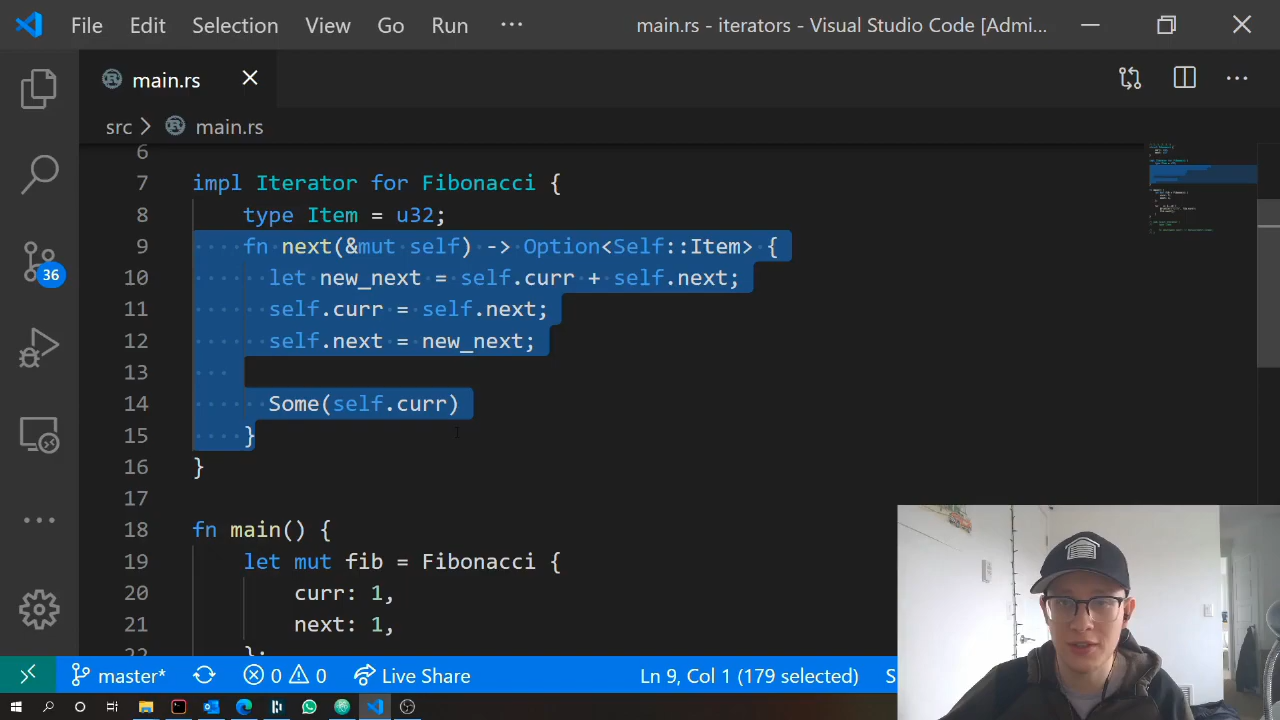 File Edit Selection View Go Run ··· main.rs - iterators - Visual Studio Code [Admi...
main.rs
src > main.rs
6
7 impl Iterator for Fibonacci {
8 type Item = u32;
9 fn next(&mut self) -> Option<Self::Item> {
10 let new_next = self.curr + self.next;
11 self.curr = self.next;
12 self.next = new_next;
13
14 Some(self.curr)
15 }
16 }
17
18 fn main() {
19 let mut fib = Fibonacci {
20 curr: 1,
21 next: 1,
22 };
36
master* 0 0 Live Share Ln 9, Col 1 (179 selected) S